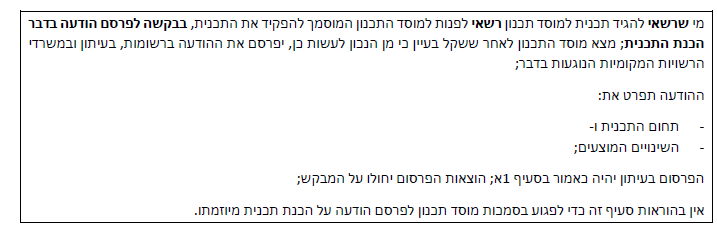 מי שרשאי להגיד תכנית למוסד תכנון רשאי לפנות למוסד התכנון המוסמך להפקיד את התכנית, בבקשה לפרסם הודעה בדבר
הכנת התכנית; מצא מוסד התכנון לאחר ששקל בעיין כי מן הנכון לעשות כן, יפרסם את ההודעה ברשומות, בעיתון ובמשרדי
הרשויות המקומיות הנוגעות בדבר;
ההודעה תפרט את:
- תחום התכנית ו-
- השינויים המוצעים;
הפרסום בעיתון יהיה כאמור בסעיף 1א; הוצאות הפרסום יחולו על המבקש;
אין בהוראות סעיף זה כדי לפגוע בסמכות מוסד תכנון לפרסם הודעה על הכנת תכנית מיוזמתו.